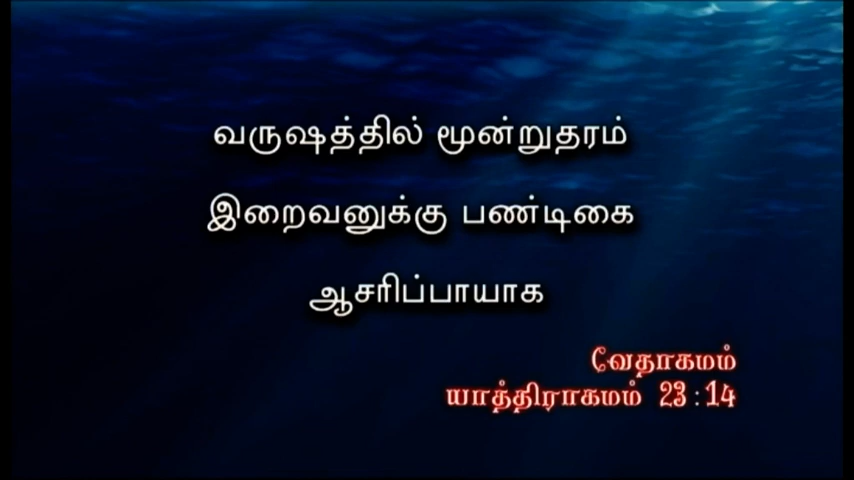 வருஷத்தில் மூன்றுதரம்
இறைவனுக்கு பண்டிகை
ஆசரிப்பாயாக
வேதாகமம்
யாத்திராகமம் 23:14